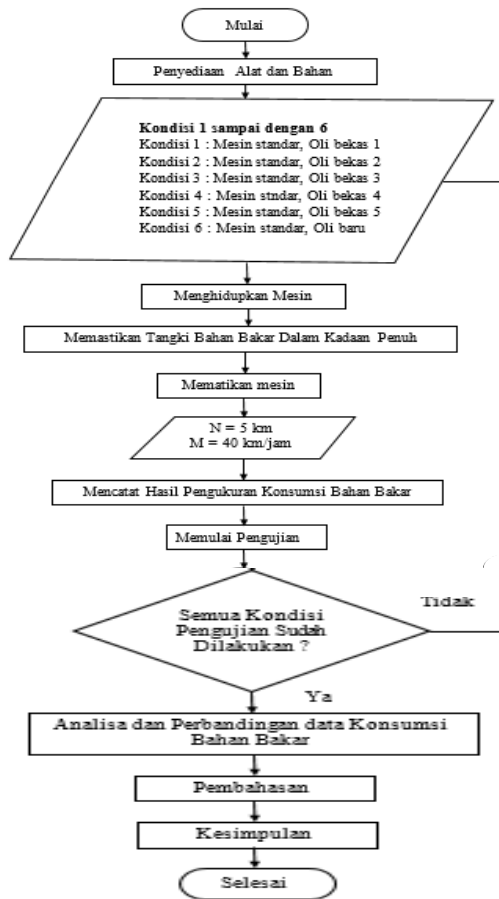 Mulai
Penyediaan Alat dan Bahan
Kondisi 1 sampai dengan 6
Kondisi 1 : Mesin standar, Oli bekas 1
Kondisi 2 : Mesin standar, Oli bekas 2
Kondisi 3 : Mesin standar, Oli bekas 3
Kondisi 4 : Mesin stndar, Oli bekas 4
Kondisi 5 : Mesin standar, Oli bekas 5
Kondisi 6 : Mesin standar, Oli baru
Menghidupkan Mesin
Memastikan Tangki Bahan Bakar Dalam Kadaan Penuh
Mematikan mesin
N = 5 km
M = 40 km/jam
Mencatat Hasil Pengukuran Konsumsi Bahan Bakar
Memulai Pengujian
Semua Kondisi
Pengujian Sudah
Dilakukan ?
Tidak
Ya
Analisa dan Perbandingan data Konsumsi
Bahan Bakar
Pembahasan
Kesimpulan
Selesai